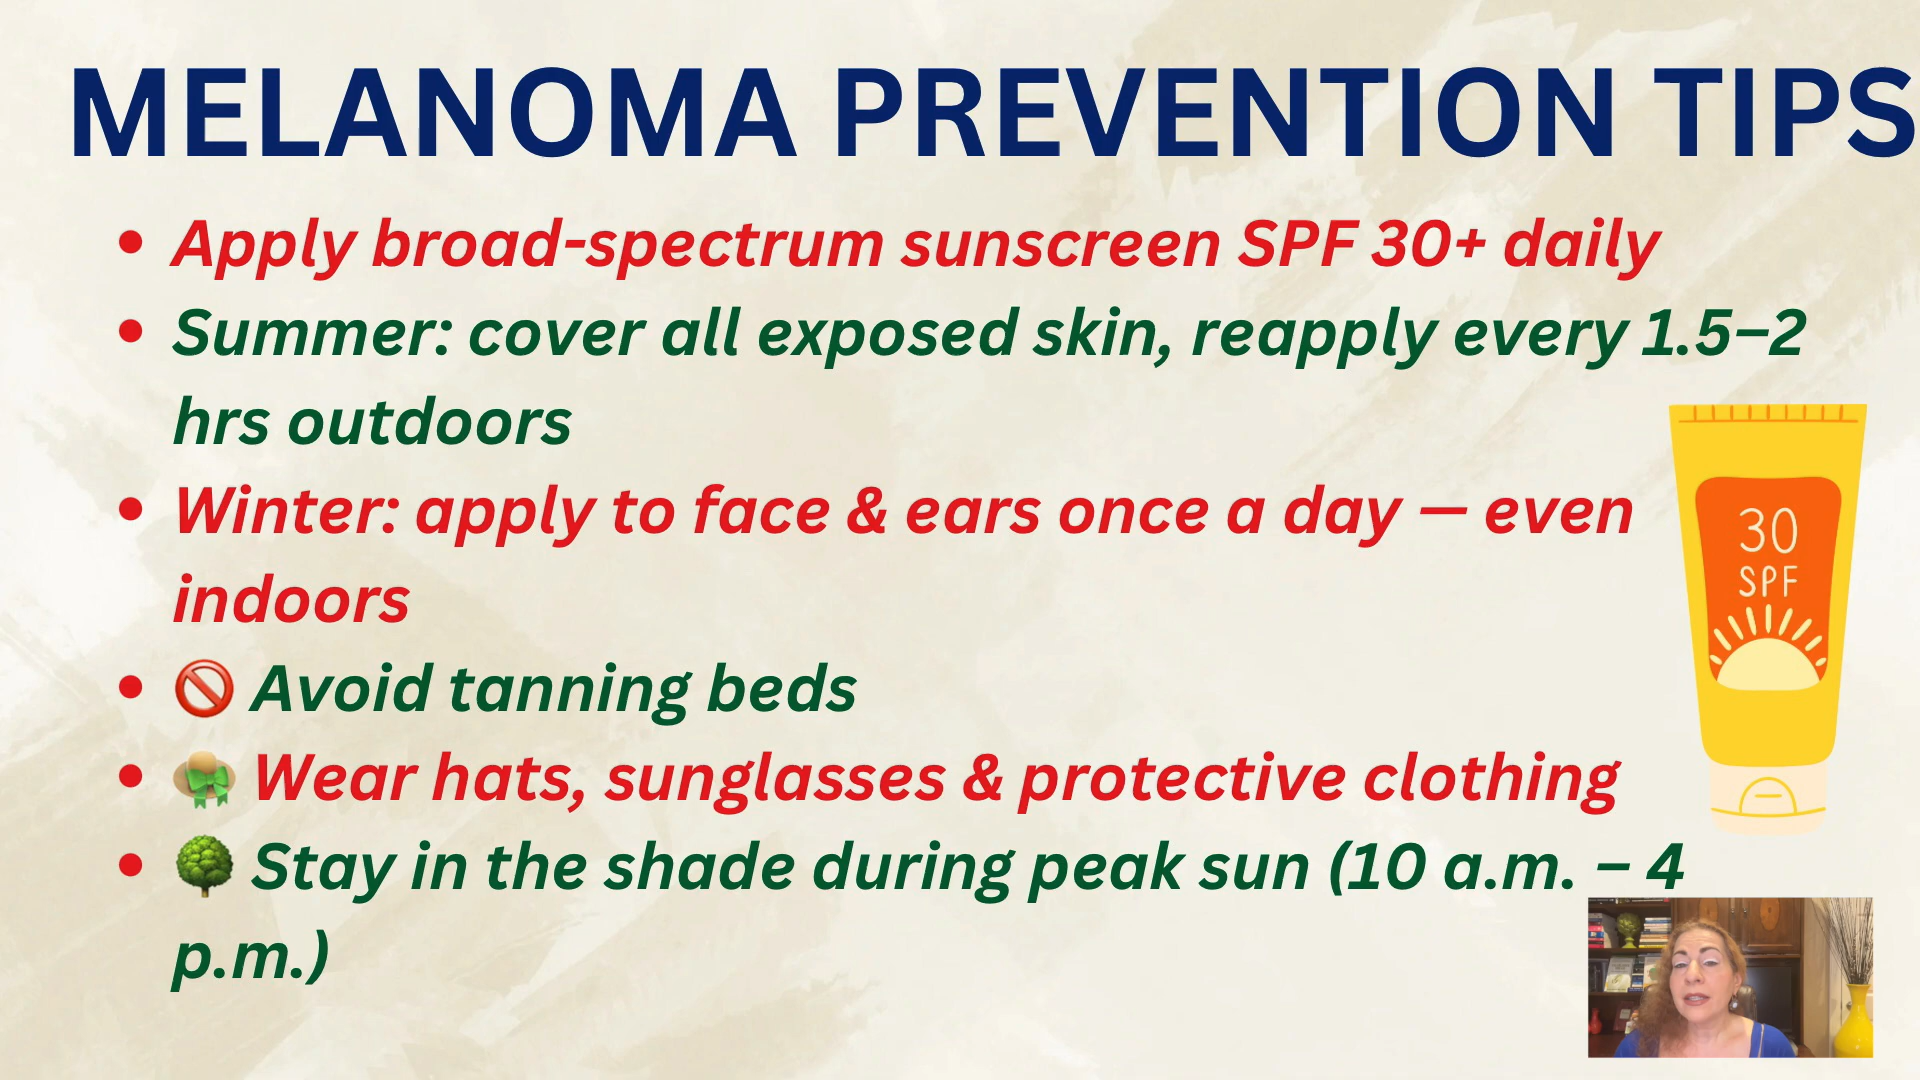 MELANOMA PREVENTION TIPS
• Apply broad-spectrum sunscreen SPF 30+ daily
• Summer: cover all exposed skin, reapply every 1.5–2
hrs outdoors
• Winter: apply to face & ears once a day — even
indoors
• 🚫 Avoid tanning beds
• 👒 Wear hats, sunglasses & protective clothing
• 🌳 Stay in the shade during peak sun (10 a.m. – 4
p.m.)
30
SPF